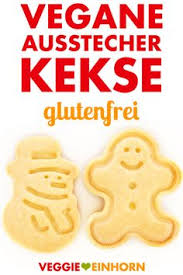 VEGANE
AUSSTECHER
KEKSE
glutenfrei
VEGGIE EINHORN